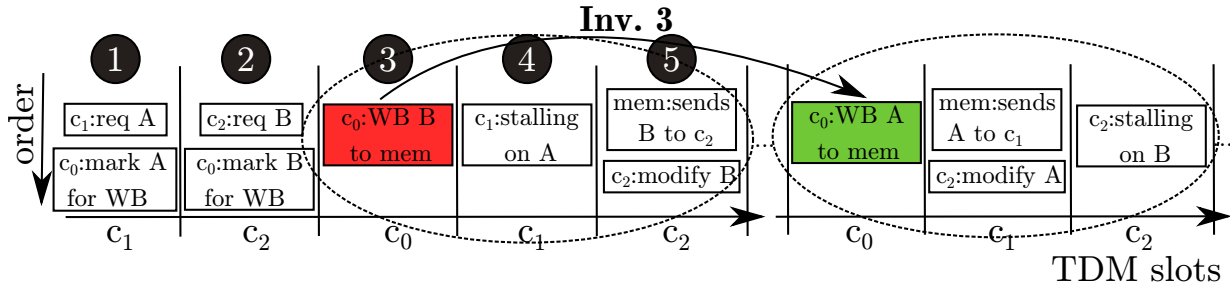 Inv. 3
1 2 3 4 5
order
c₁:req A
c₀:mark A
for WB
c₂:req B
c₀:mark B
for WB
c₀:WB B
to mem
c₁:stalling
on A
mem:sends
B to c₂
c₂:modify B
c₀:WB A
to mem
mem:sends
A to c₁
c₂:modify A
c₂:stalling
on B
c₁ c₂ c₀ c₁ c₂ c₀ c₁ c₂
TDM slots